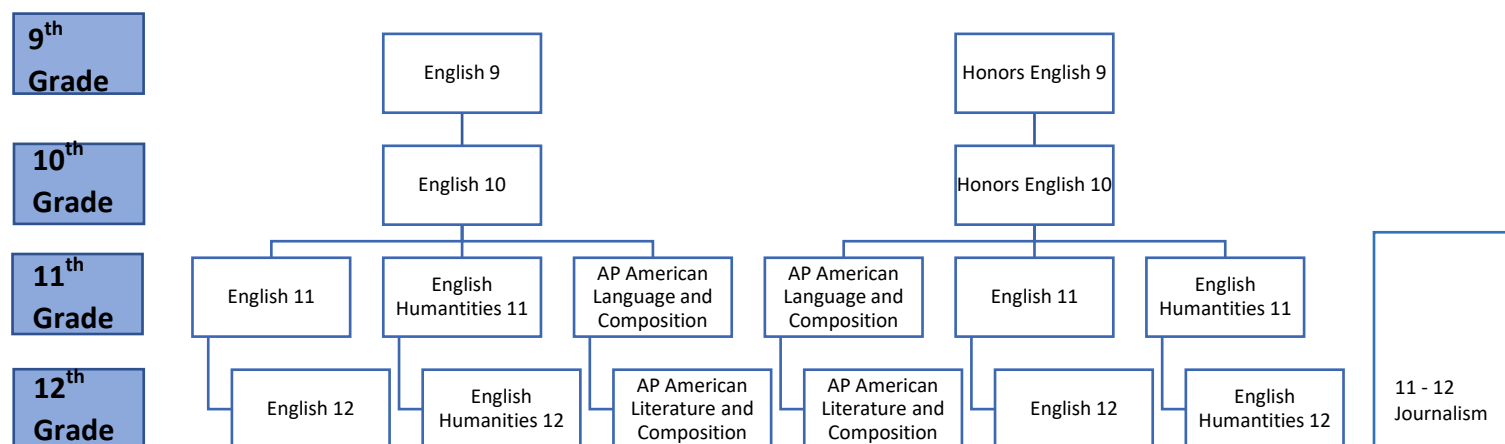 9th
Grade
English 9
Honors English 9
10th
Grade
English 10
Honors English 10
11th
Grade
English 11
English
Humantities 11
AP American
Language and
Composition
AP American
Language and
Composition
English 11
English
Humantities 11
12th
Grade
English 12
English
Humanities 12
AP American
Literature and
Composition
AP American
Literature and
Composition
English 12
English
Humantities 12
11 - 12
Journalism